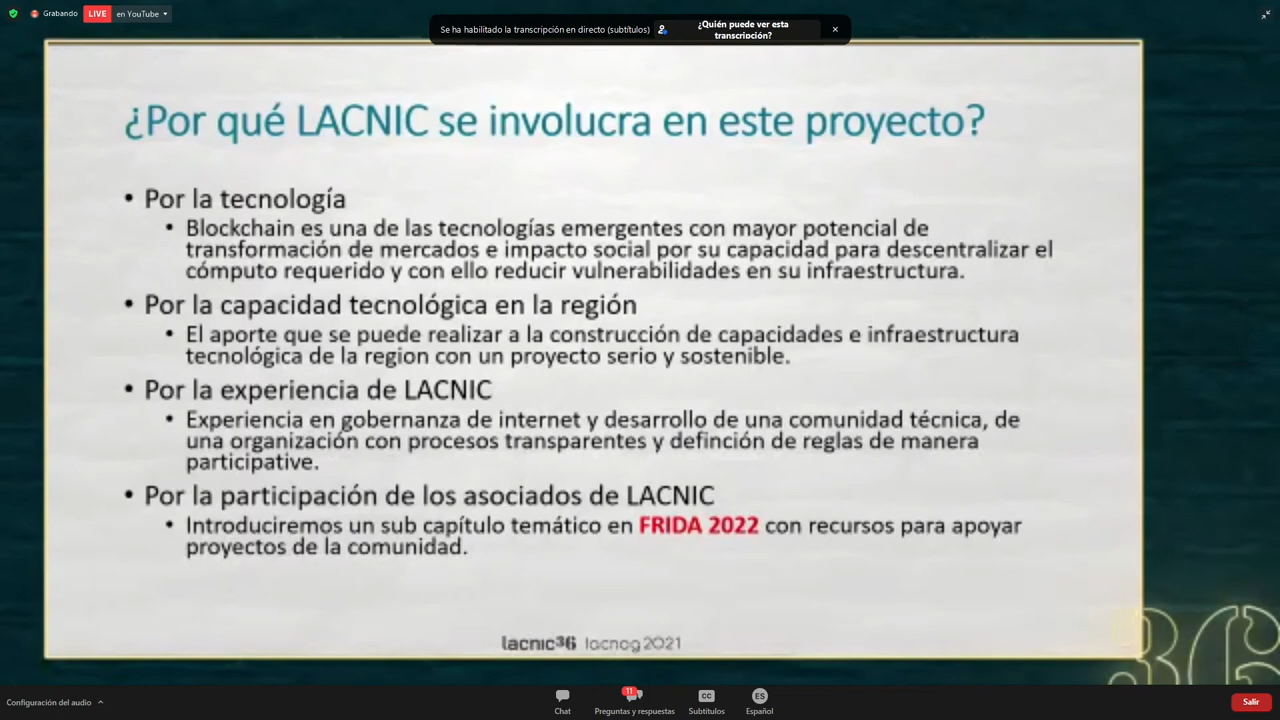 Grabando LIVE en YouTube
Se ha habilitado la transcripción en directo (subtítulos) ¿Quién puede ver esta transcripción?
¿Por qué LACNIC se involucra en este proyecto?
• Por la tecnología
• Blockchain es una de las tecnologías emergentes con mayor potencial de
transformación de mercados e impacto social por su capacidad para descentralizar el
cómputo requerido y con ello reducir vulnerabilidades en su infraestructura.
• Por la capacidad tecnológica en la región
• El aporte que se puede realizar a la construcción de capacidades e infraestructura
tecnológica de la region con un proyecto serio y sostenible.
• Por la experiencia de LACNIC
• Experiencia en gobernanza de internet y desarrollo de una comunidad técnica, de
una organización con procesos transparentes y definción de reglas de manera
participative.
• Por la participación de los asociados de LACNIC
• Introduciremos un sub capítulo temático en FRIDA 2022 con recursos para apoyar
proyectos de la comunidad.
lacnic36 lacnog2021
36
Configuración del audio
Chat
11
Preguntas y respuestas
CC
Subtítulos
ES
Español
Salir